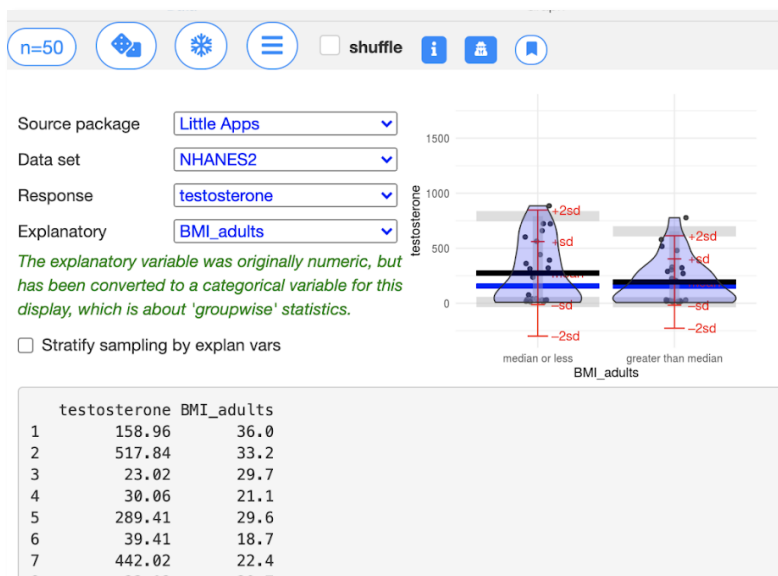 n=50
shuffle
Source package Little Apps
Data set NHANES2
Response testosterone
Explanatory BMI_adults
The explanatory variable was originally numeric, but
has been converted to a categorical variable for this
display, which is about 'groupwise' statistics.
Stratify sampling by explan vars
testosterone
1500
1000
500
0
+2sd
+sd
mean
−sd
−2sd
+2sd
+sd
−sd
−2sd
median or less greater than median
BMI_adults
testosterone BMI_adults
1 158.96 36.0
2 517.84 33.2
3 23.02 29.7
4 30.06 21.1
5 289.41 29.6
6 39.41 18.7
7 442.02 22.4